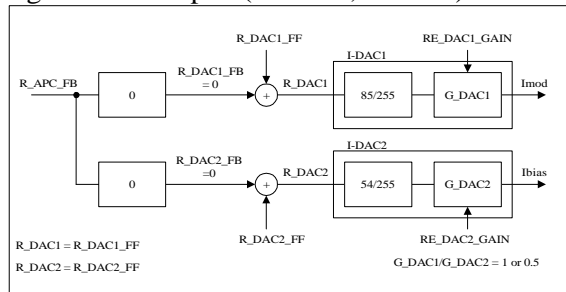 R_DAC1_FF
RE_DAC1_GAIN
I-DAC1
R_APC_FB
R_DAC1_FB
= 0
R_DAC1
Imod
0
+
85/255
G_DAC1
I-DAC2
R_DAC2_FB
=0
R_DAC2
Ibias
0
+
54/255
G_DAC2
R_DAC2_FF
RE_DAC2_GAIN
R_DAC1 = R_DAC1_FF
R_DAC2 = R_DAC2_FF
G_DAC1/G_DAC2 = 1 or 0.5